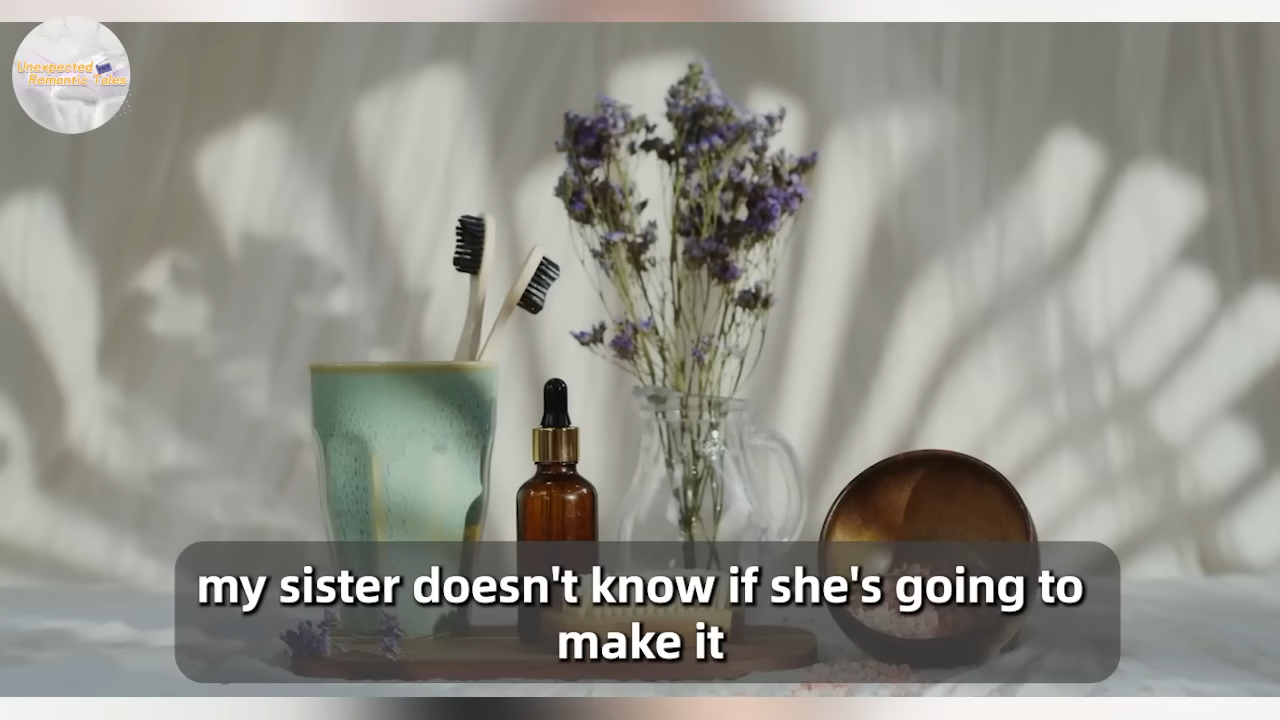 Unexpected
Romantic Tales
my sister doesn't know if she's going to
make it